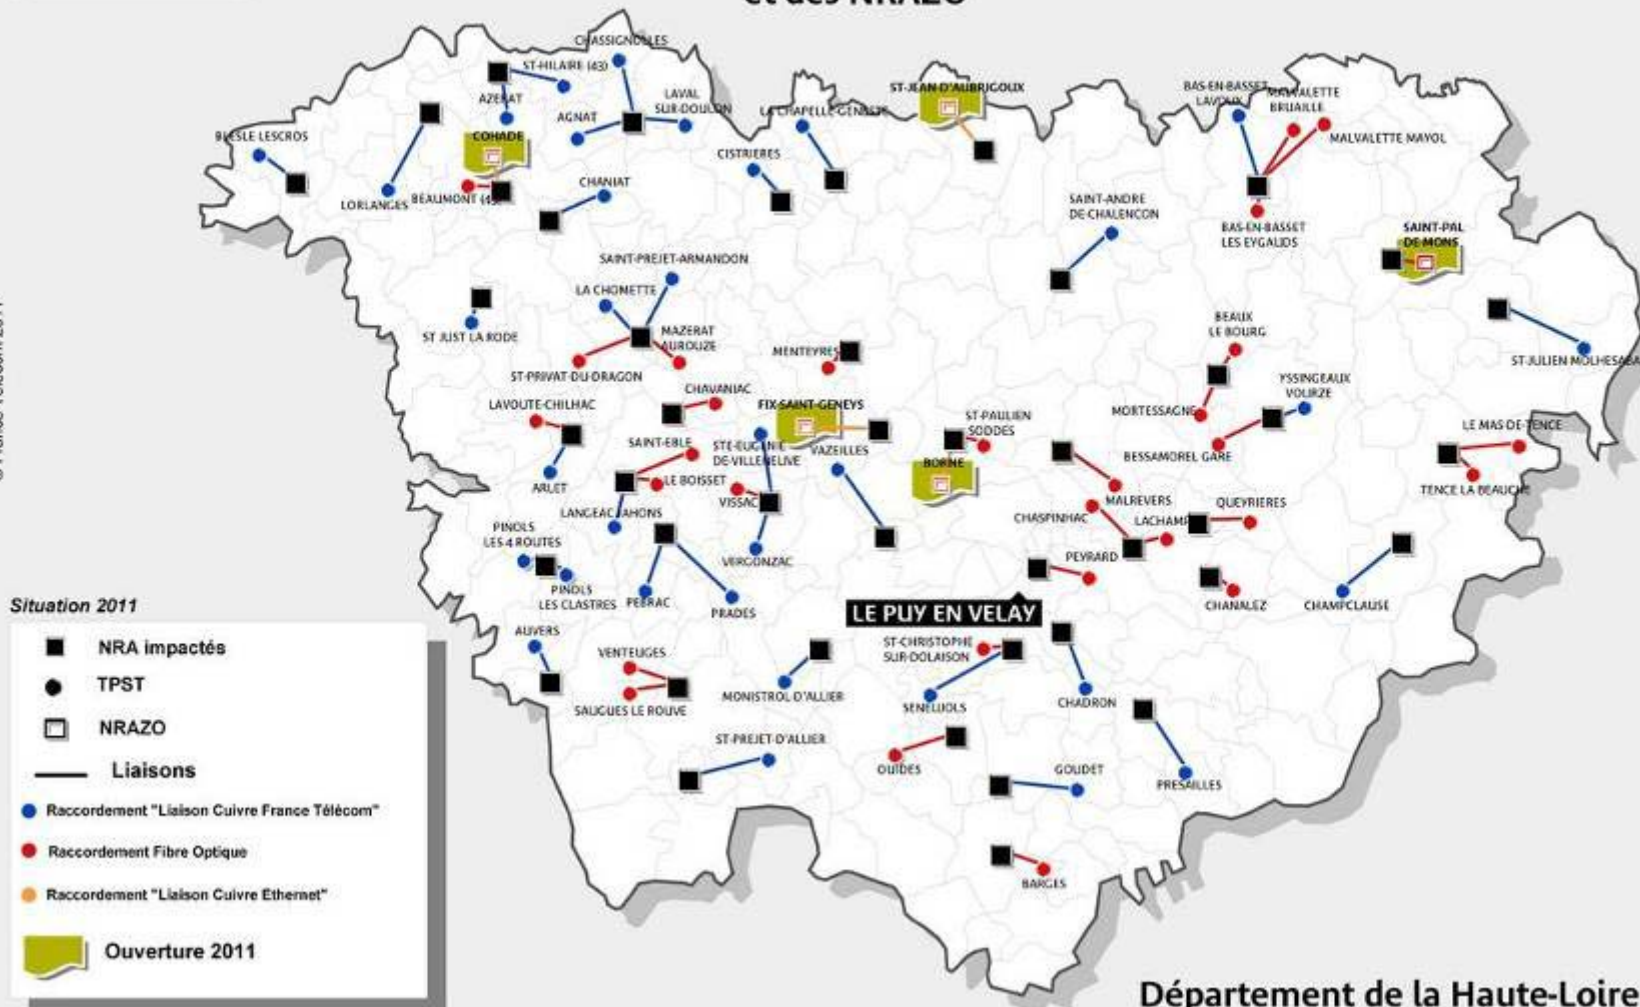 et des NRAZO
CHASSIGNOLLES
ST-HILAIRE (43)
AZERAT
AGNAT
LAVAL
SUR-DOULON
LA CHAPELLE-GENESTE
ST-JEAN D'AUBRIGOUX
BAS-EN-BASSET
LAVOUX
MALVALETTE
BRUAILLE
MALVALETTE MAYOL
BLESLE LESCROS
COHADE
CISTRIERES
LORLANGES
BEAUMONT (43)
CHANIAT
SAINT-ANDRE
DE-CHALENCON
BAS-EN-BASSET
LES EYGAUDS
SAINT-PAL
DE MONS
SAINT-PREJET-ARMANDON
LA CHOMETTE
ST JUST LA RODE
MAZERAT
AUROUZE
MENTEYRES
BEAUX
LE BOURG
ST-JULIEN MOLHESABA
ST-PRIVAT-DU-DRAGON
CHAVANIAC
YSSINGEAUX
VOURZE
LAVOUTE-CHILHAC
FIX-SAINT-GENEYS
ST-PAULIEN
SODDES
MORTESSAGNE
LE MAS-DE-TENCE
SAINT-EBLE
STE-EUGENIE
DE-VILLENEUVE
VAZEILLES
BESSAMOREL GARE
BORNE
ARLET
LE BOISSET
VISSAC
TENCE LA BEAUCHE
MALREVERS
QUEYRIERES
LANGEAC JAHONS
CHASPINHAC
LACHAMP
PINOLS
LES 4 ROUTES
VERGONZAC
PEYRARD
PINOLS
LES CLASTRES
PEBRAC
PRADES
LE PUY EN VELAY
CHANALEZ
CHAMPCLAUSE
AUVERS
VENTEUGES
ST-CHRISTOPHE
SUR-DOLAISON
MONISTROL D'ALLIER
SENEUJOLS
CHADRON
SAUGUES LE ROUVE
ST-PREJET-D'ALLIER
OUIDES
GOUDET
PRESAILLES
BARGES
Situation 2011
NRA impactés
TPST
NRAZO
Liaisons
Raccordement "Liaison Cuivre France Télécom"
Raccordement Fibre Optique
Raccordement "Liaison Cuivre Ethernet"
Ouverture 2011
Département de la Haute-Loire